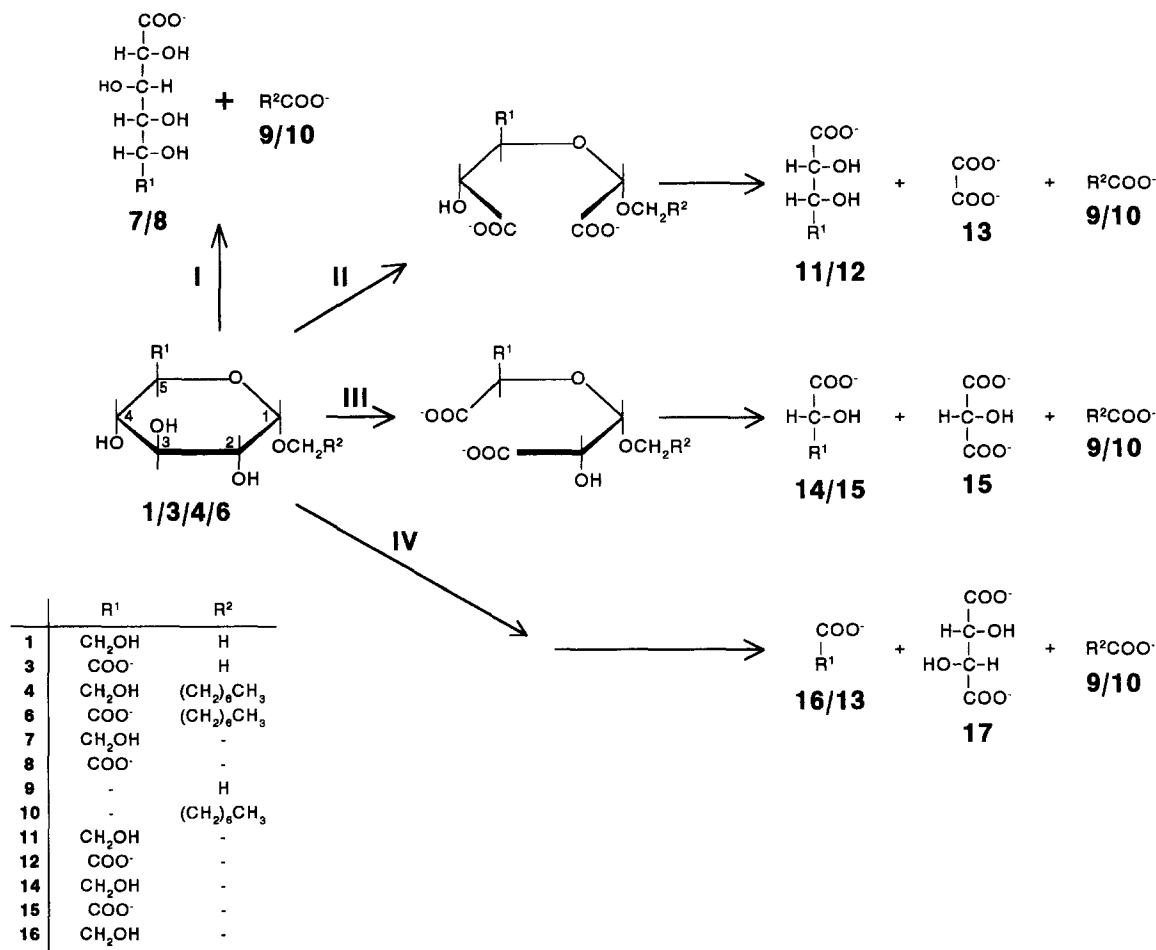 COO⁻
H-C-OH
HO-C-H
H-C-OH
H-C-OH
R¹
7/8
+
R²COO⁻
9/10
I
II
R¹
O
HO
OCH₂R²
⁻OOC
COO⁻
COO⁻
H-C-OH
H-C-OH
R¹
11/12
+
COO⁻
COO⁻
13
+
R²COO⁻
9/10
R¹
5
O
4
OH
1
HO
3
2
OCH₂R²
OH
1/3/4/6
III
R¹
O
⁻OOC
⁻OOC
OCH₂R²
OH
COO⁻
H-C-OH
R¹
14/15
+
COO⁻
H-C-OH
COO⁻
15
+
R²COO⁻
9/10
IV
COO⁻
R¹
16/13
+
COO⁻
H-C-OH
HO-C-H
COO⁻
17
+
R²COO⁻
9/10
R¹ R²
1 CH₂OH H
3 COO⁻ H
4 CH₂OH (CH₂)₆CH₃
6 COO⁻ (CH₂)₆CH₃
7 CH₂OH -
8 COO⁻ -
9 - H
10 - (CH₂)₆CH₃
11 CH₂OH -
12 COO⁻ -
14 CH₂OH -
15 COO⁻ -
16 CH₂OH -